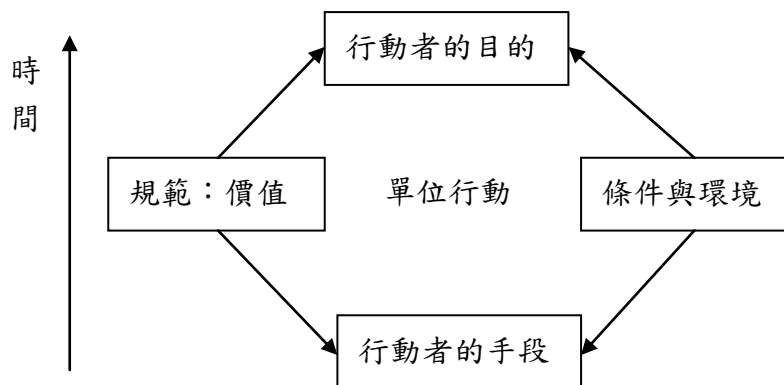 行動者的目的
時
間
規範：價值
單位行動
條件與環境
行動者的手段